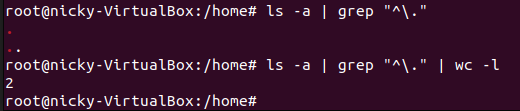 root@nicky-VirtualBox:/home# ls -a | grep "^\."
.
..
root@nicky-VirtualBox:/home# ls -a | grep "^\." | wc -l
2
root@nicky-VirtualBox:/home#